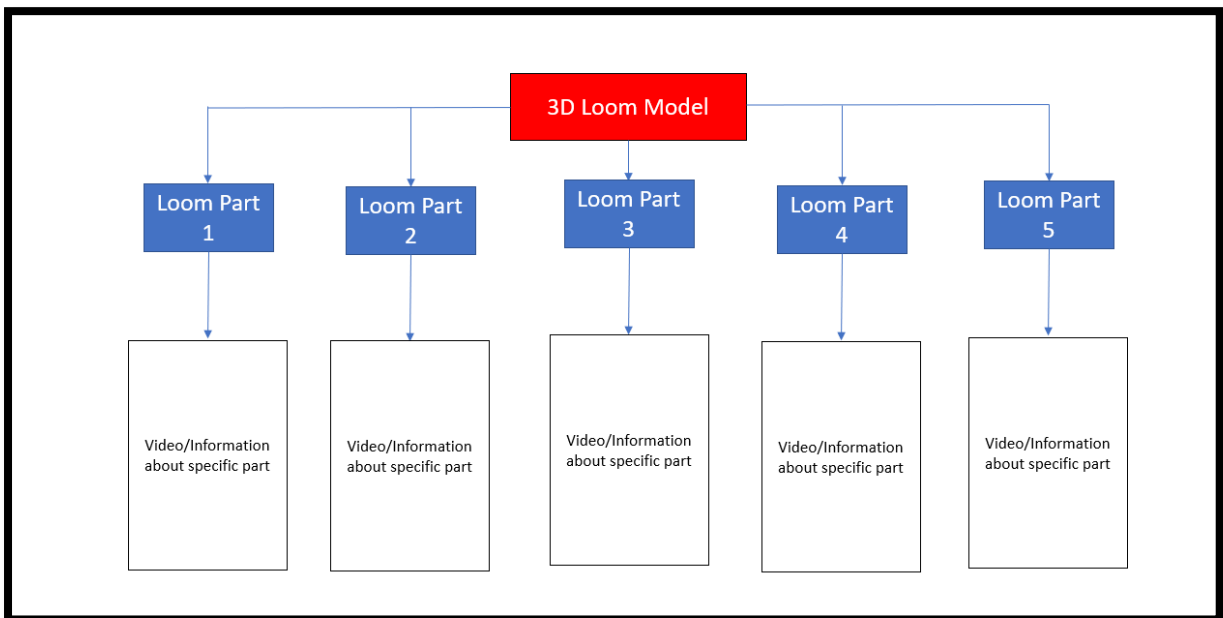 3D Loom Model
Loom Part
1
Loom Part
2
Loom Part
3
Loom Part
4
Loom Part
5
Video/Information
about specific part
Video/Information
about specific part
Video/Information
about specific part
Video/Information
about specific part
Video/Information
about specific part